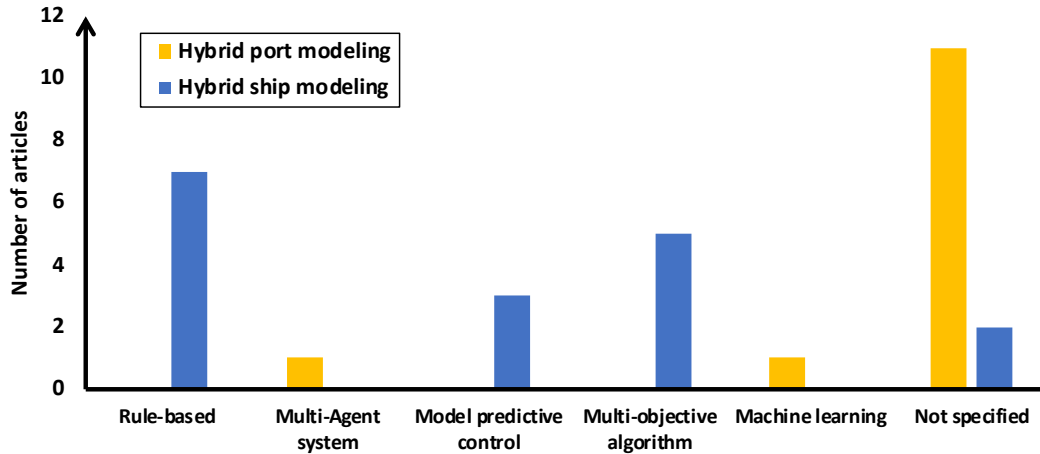 12
10
8
6
4
2
0
Number of articles
Hybrid port modeling
Hybrid ship modeling
Rule-based
Multi-Agent
system
Model predictive
control
Multi-objective
algorithm
Machine learning
Not specified